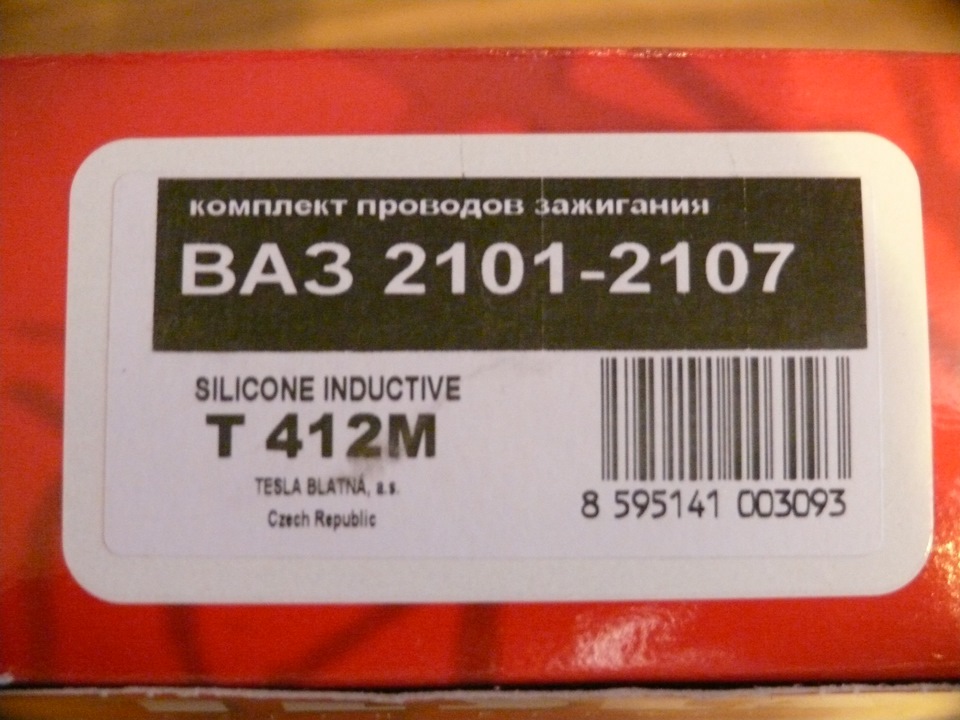 комплект проводов зажигания
ВАЗ 2101-2107
SILICONE INDUCTIVE
T 412M
TESLA BLATNÁ, a.s.
Czech Republic
8 595141 003093